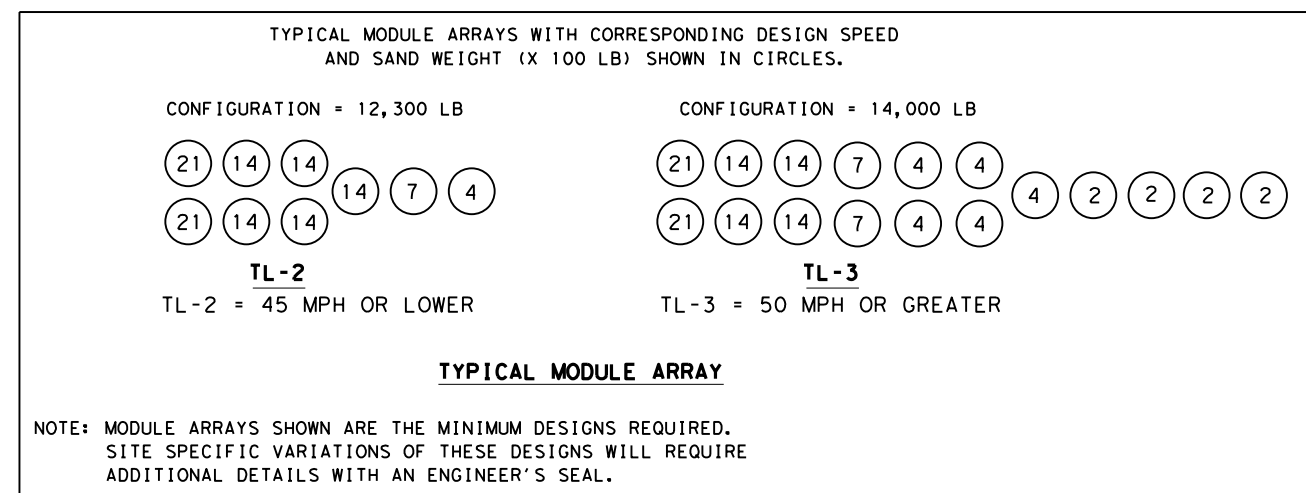 TYPICAL MODULE ARRAYS WITH CORRESPONDING DESIGN SPEED
AND SAND WEIGHT (X 100 LB) SHOWN IN CIRCLES.
CONFIGURATION = 12,300 LB
21 14 14
14 7 4
21 14 14
TL-2
TL-2 = 45 MPH OR LOWER
CONFIGURATION = 14,000 LB
21 14 14 7 4 4
4 2 2 2 2
21 14 14 7 4 4
TL-3
TL-3 = 50 MPH OR GREATER
TYPICAL MODULE ARRAY
NOTE: MODULE ARRAYS SHOWN ARE THE MINIMUM DESIGNS REQUIRED.
SITE SPECIFIC VARIATIONS OF THESE DESIGNS WILL REQUIRE
ADDITIONAL DETAILS WITH AN ENGINEER'S SEAL.